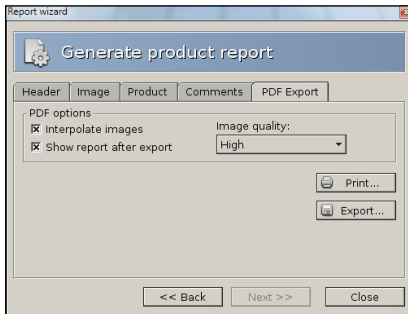 Report wizard
Generate product report
Header Image Product Comments PDF Export
PDF options
Interpolate images
Image quality:
Show report after export
High
Print...
Export...
<< Back Next >> Close